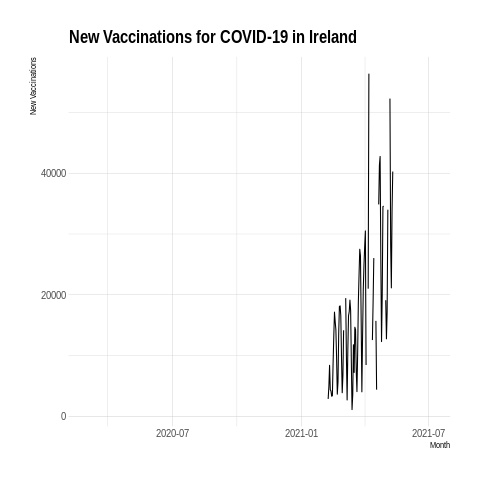 New Vaccinations for COVID-19 in Ireland
New Vaccinations
40000
20000
0
2020-07 2021-01 2021-07
Month